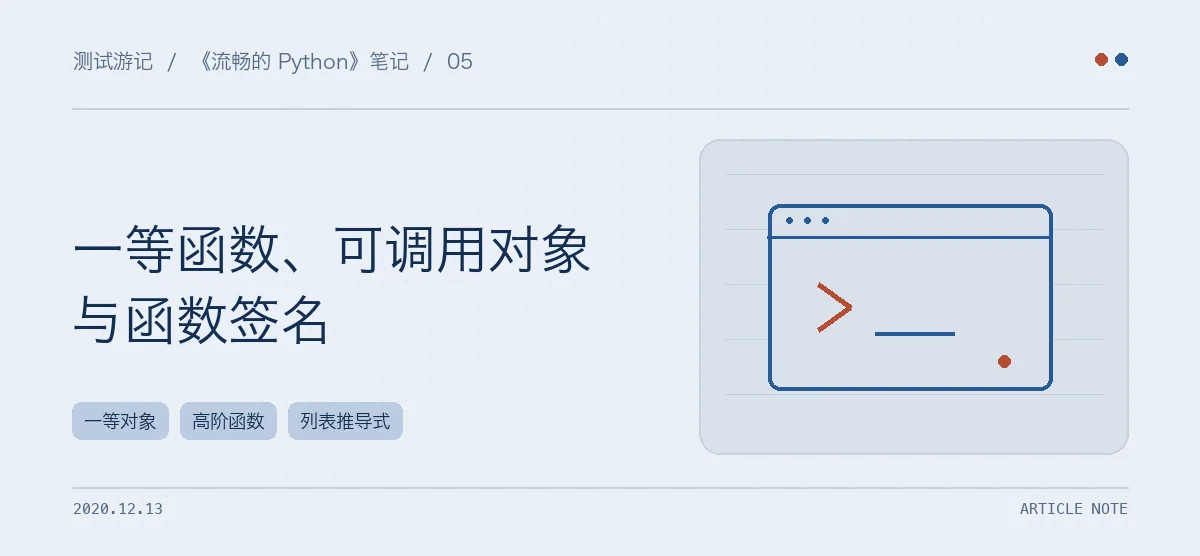 测试游记 / 《流畅的 Python》笔记 / 05
一等函数、可调用对象
与函数签名
一等对象 高阶函数 列表推导式
2020.12.13 ARTICLE NOTE